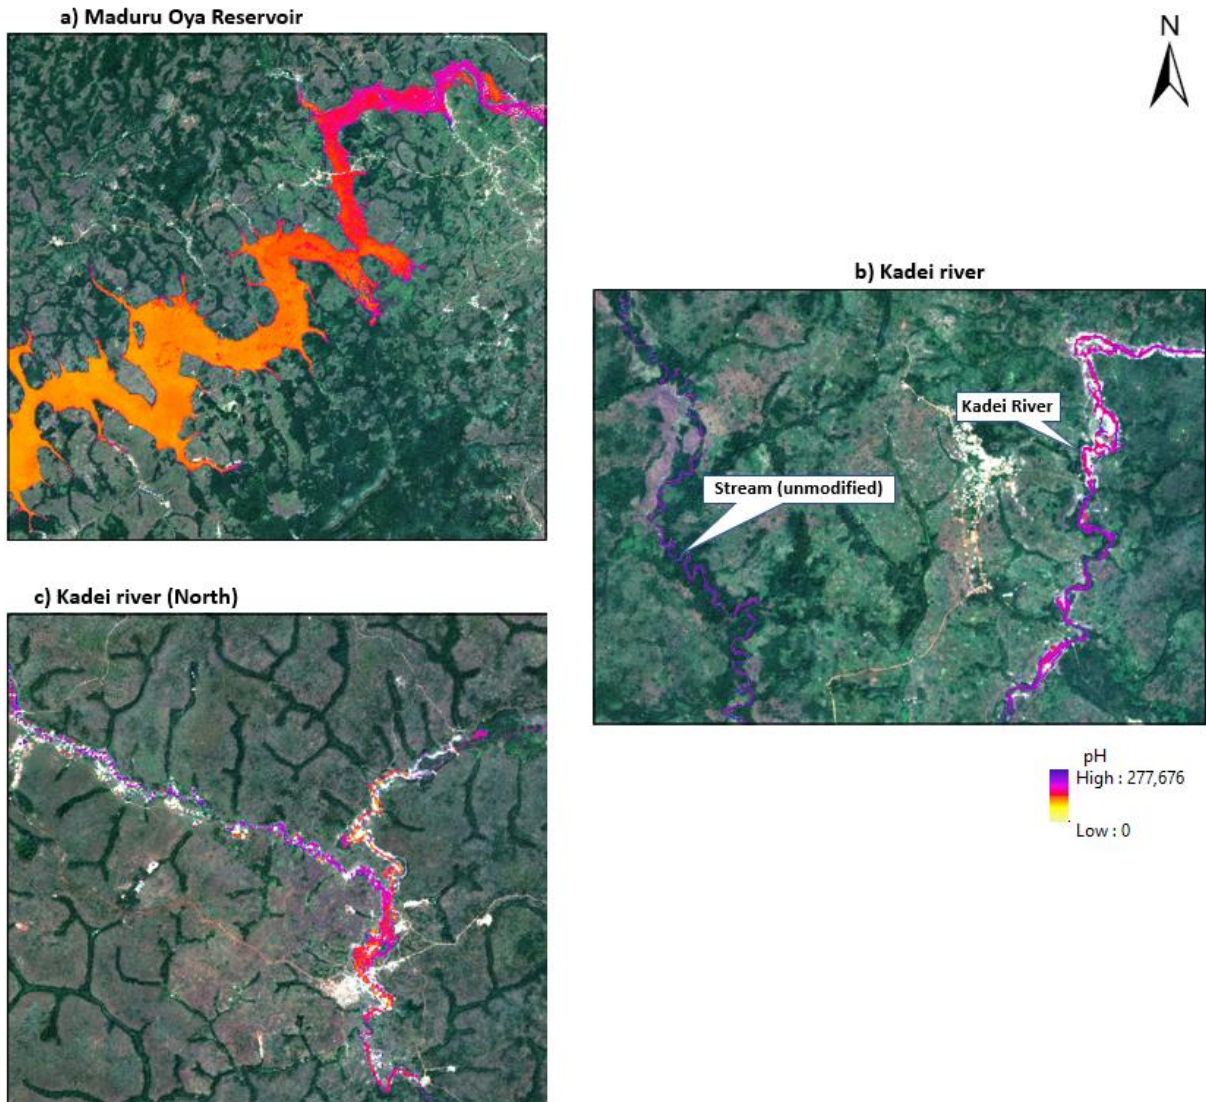 a) Maduru Oya Reservoir
N
b) Kadei river
Kadei River
Stream (unmodified)
c) Kadei river (North)
pH
High : 277,676
Low : 0